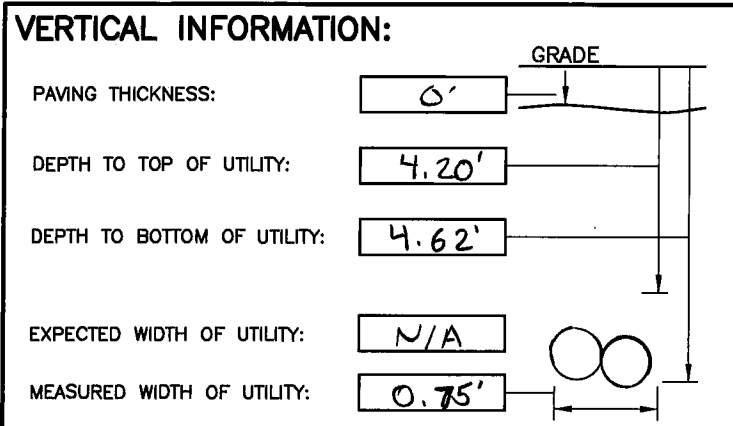 VERTICAL INFORMATION:
GRADE
PAVING THICKNESS: 0'
DEPTH TO TOP OF UTILITY: 4.20'
DEPTH TO BOTTOM OF UTILITY: 4.62'
EXPECTED WIDTH OF UTILITY: N/A
MEASURED WIDTH OF UTILITY: 0.75'